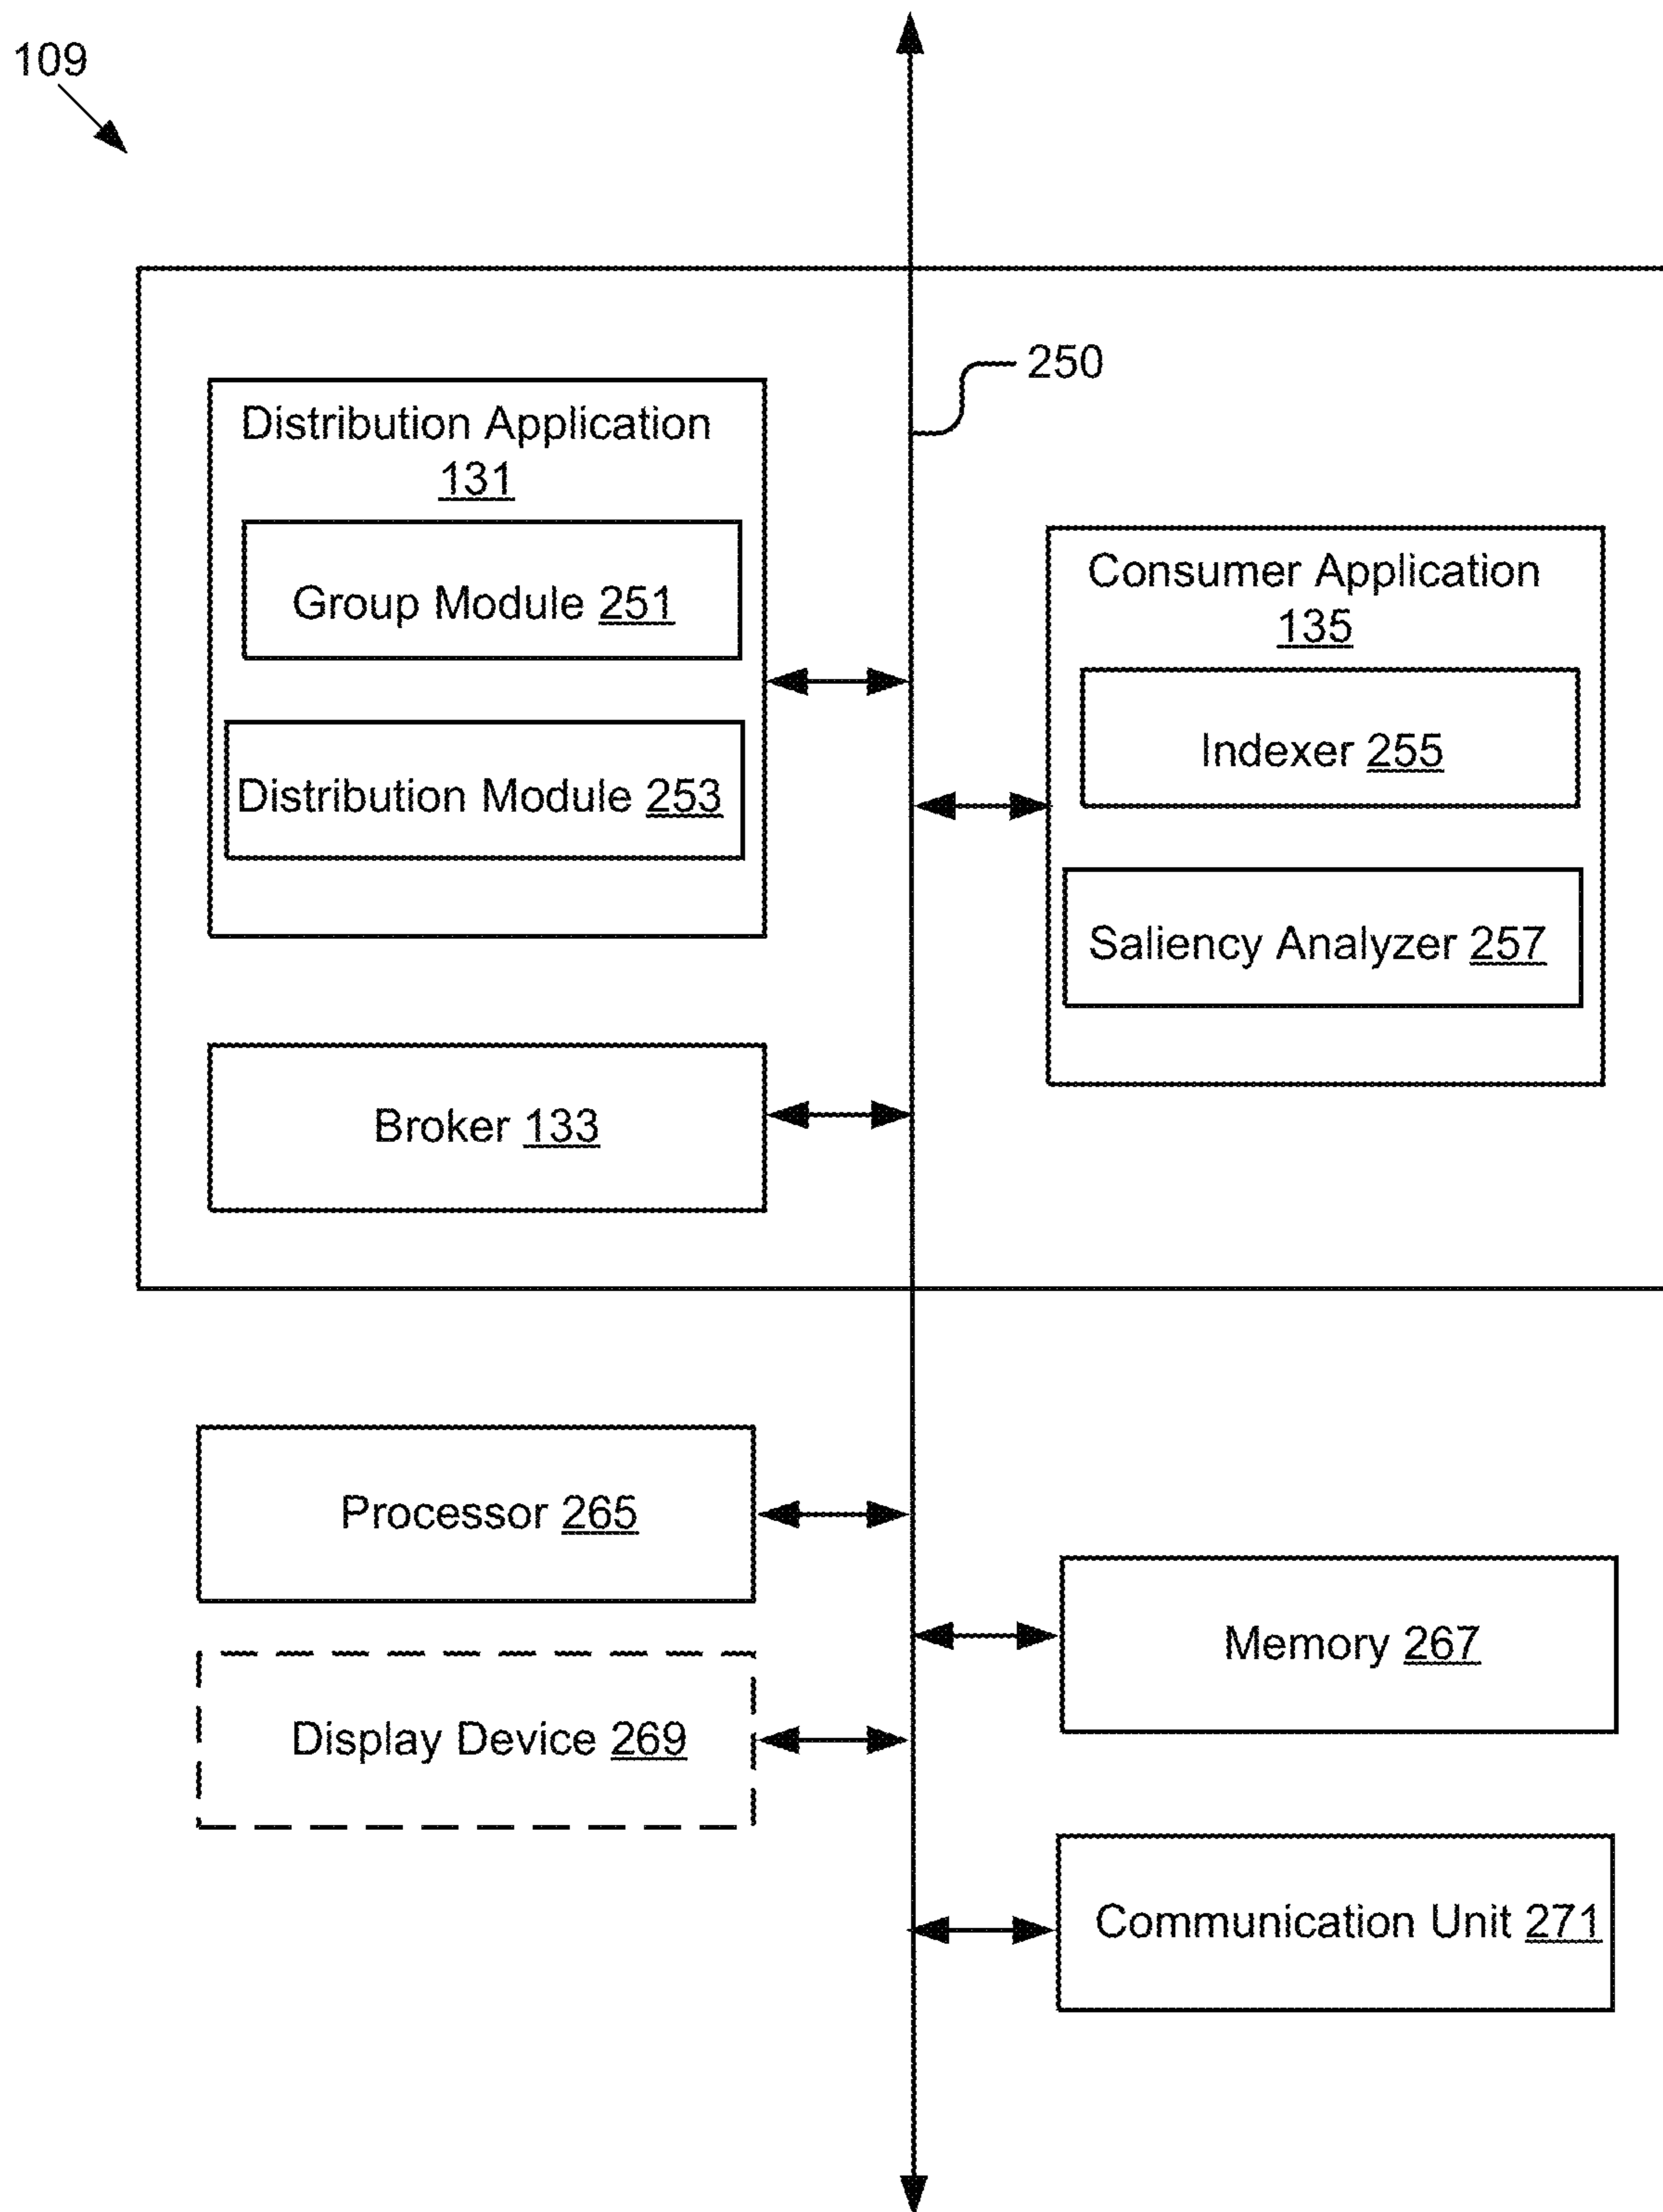 109
250
Distribution Application
131
Group Module 251
Distribution Module 253
Consumer Application
135
Indexer 255
Saliency Analyzer 257
Broker 133
Processor 265
Memory 267
Display Device 269
Communication Unit 271